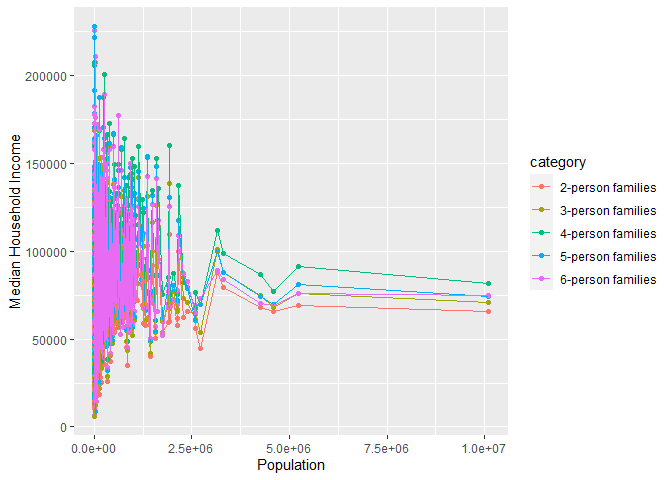 200000
150000
100000
50000
0
Median Household Income
0.0e+00 2.5e+06 5.0e+06 7.5e+06 1.0e+07
Population
category
2-person families
3-person families
4-person families
5-person families
6-person families